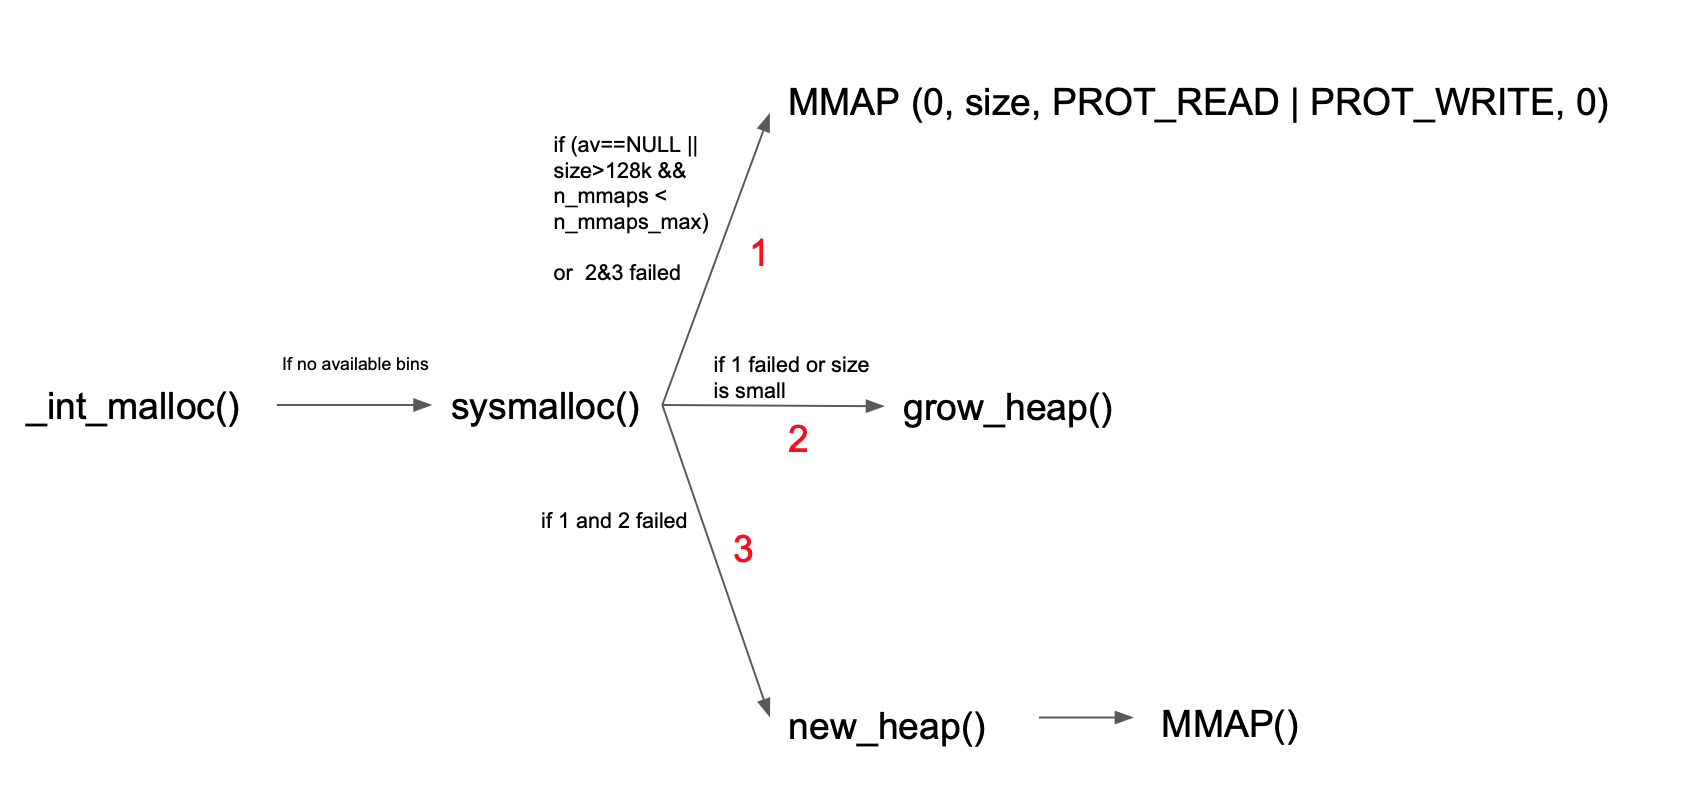 MMAP (0, size, PROT_READ | PROT_WRITE, 0)
if (av==NULL ||
size>128k &&
n_mmaps <
n_mmaps_max)
1
or 2&3 failed
If no available bins
if 1 failed or size
is small
_int_malloc()
sysmalloc()
grow_heap()
2
if 1 and 2 failed
3
new_heap()
MMAP()